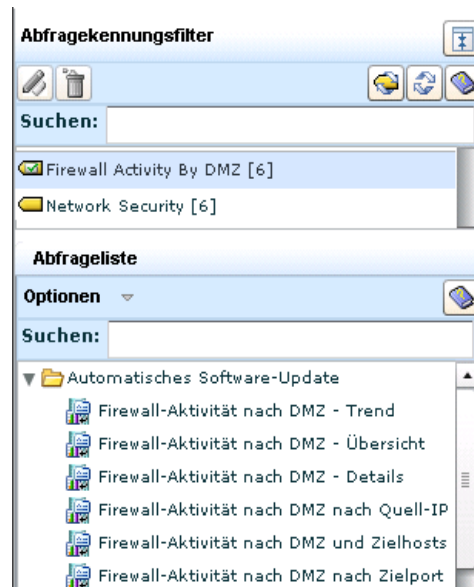 Abfragekennungsfilter
Suchen:
Firewall Activity By DMZ [6]
Network Security [6]
Abfrageliste
Optionen
Suchen:
Automatisches Software-Update
Firewall-Aktivität nach DMZ - Trend
Firewall-Aktivität nach DMZ - Übersicht
Firewall-Aktivität nach DMZ - Details
Firewall-Aktivität nach DMZ nach Quell-IP
Firewall-Aktivität nach DMZ und Zielhosts
Firewall-Aktivität nach DMZ nach Zielport